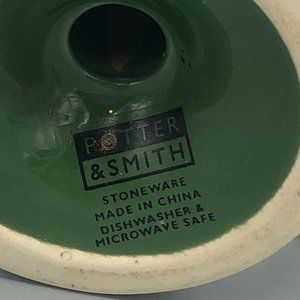 POTTER
& SMITH
STONEWARE
MADE IN CHINA
DISHWASHER &
MICROWAVE SAFE